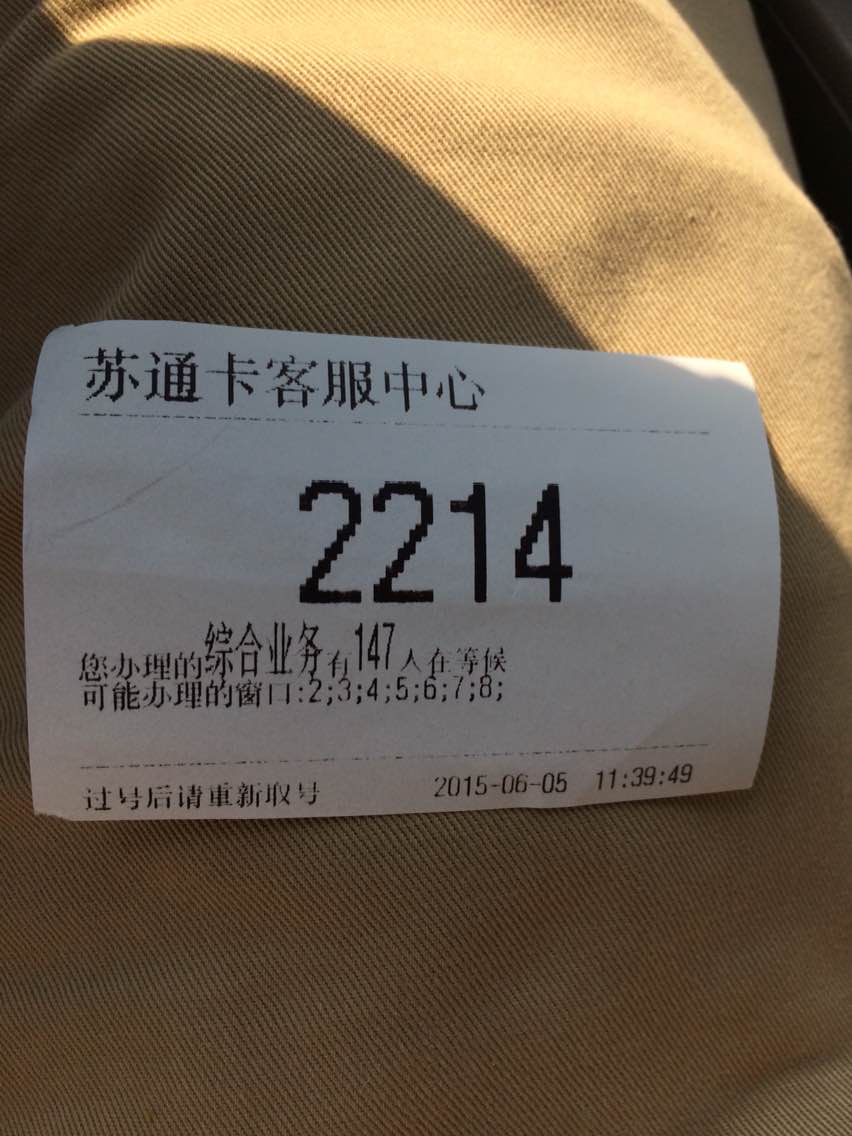 苏通卡客服中心
2214
您办理的综合业务有147人在等候
可能办理的窗口:2;3;4;5;6;7;8;
过号后请重新取号 2015-06-05 11:39:49